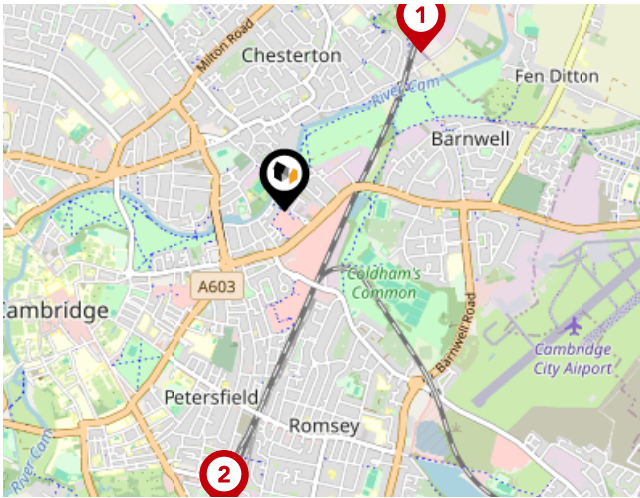 1
Milton Road
Chesterton
River Cam
Fen Ditton
Barnwell
A603
Coldham's
Common
Cambridge
Barnwell Road
Cambridge
City Airport
Petersfield
Romsey
River Cam
2